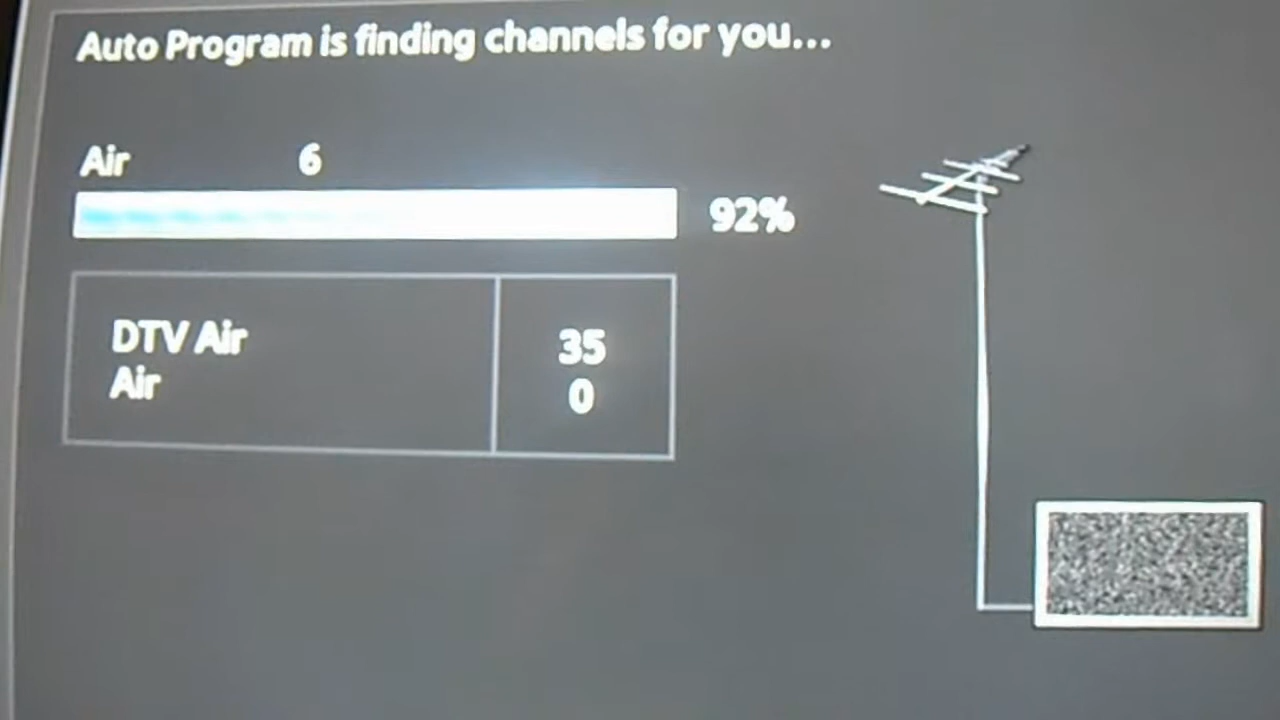 Auto Program is finding channels for you...
Air 6
92%
DTV Air 35
Air 0